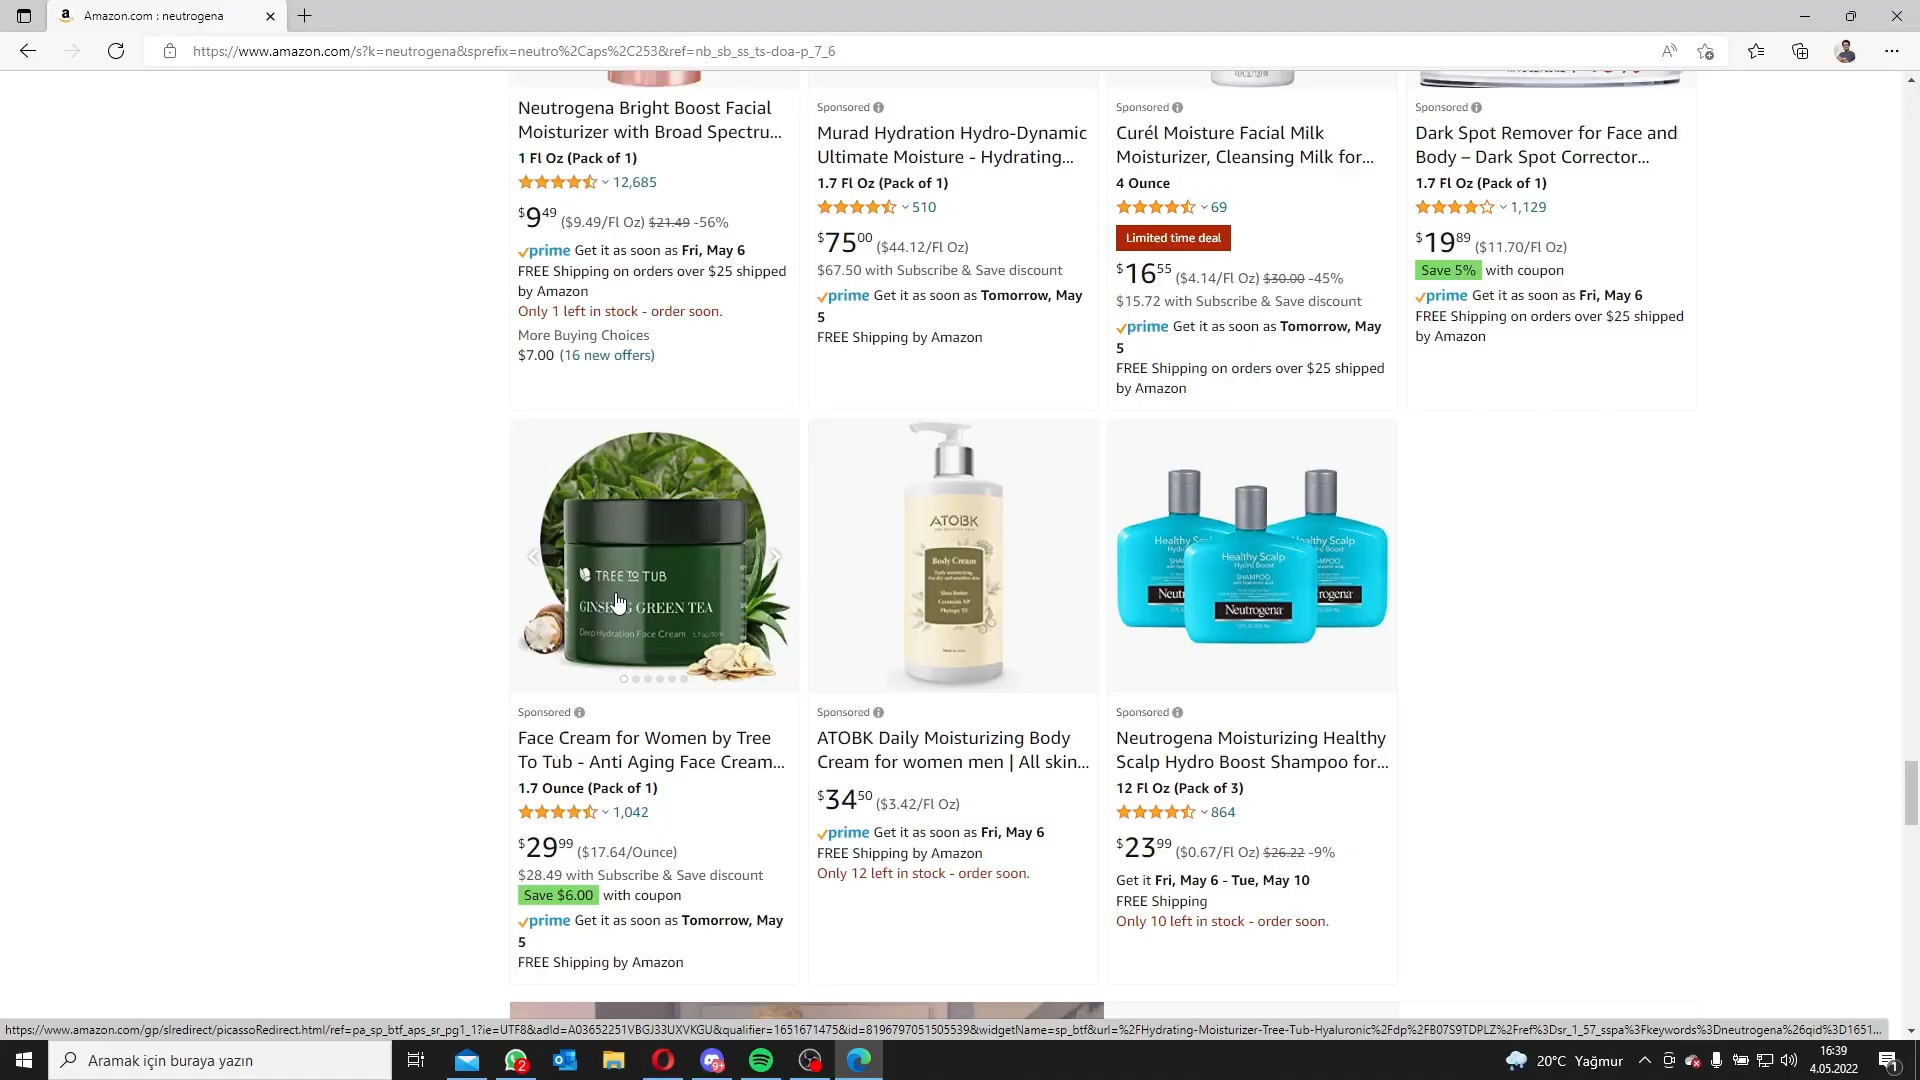 Amazon.com : neutrogena
https://www.amazon.com/s?k=neutrogena&sprefix=neutro%2Caps%2C253&ref=nb_sb_ss_ts-doa-p_7_6
Neutrogena Bright Boost Facial
Moisturizer with Broad Spectru...
1 Fl Oz (Pack of 1)
12,685
$9.49 ($9.49/Fl Oz) $21.49 -56%
prime Get it as soon as Fri, May 6
FREE Shipping on orders over $25 shipped
by Amazon
Only 1 left in stock - order soon.
More Buying Choices
$7.00 (16 new offers)
Sponsored
Murad Hydration Hydro-Dynamic
Ultimate Moisture - Hydrating...
1.7 Fl Oz (Pack of 1)
510
$75.00 ($44.12/Fl Oz)
$67.50 with Subscribe & Save discount
prime Get it as soon as Tomorrow, May
5
FREE Shipping by Amazon
Sponsored
Curél Moisture Facial Milk
Moisturizer, Cleansing Milk for...
4 Ounce
69
Limited time deal
$16.55 ($4.14/Fl Oz) $30.00 -45%
$15.72 with Subscribe & Save discount
prime Get it as soon as Tomorrow, May
5
FREE Shipping on orders over $25 shipped
by Amazon
Sponsored
Dark Spot Remover for Face and
Body – Dark Spot Corrector...
1.7 Fl Oz (Pack of 1)
1,129
$19.89 ($11.70/Fl Oz)
Save 5% with coupon
prime Get it as soon as Fri, May 6
FREE Shipping on orders over $25 shipped
by Amazon
TREE TO TUB
GINSENG GREEN TEA
Deep Hydration Face Cream
Sponsored
Face Cream for Women by Tree
To Tub - Anti Aging Face Cream...
1.7 Ounce (Pack of 1)
1,042
$29.99 ($17.64/Ounce)
$28.49 with Subscribe & Save discount
Save $6.00 with coupon
prime Get it as soon as Tomorrow, May
5
FREE Shipping by Amazon
ATOBK
Body Cream
Shea Butter
Ceramide NP
Sponsored
ATOBK Daily Moisturizing Body
Cream for women men | All skin...
$34.50 ($3.42/Fl Oz)
prime Get it as soon as Fri, May 6
FREE Shipping by Amazon
Only 12 left in stock - order soon.
Healthy Scalp
Hydro Boost
SHAMPOO
Neutrogena
Sponsored
Neutrogena Moisturizing Healthy
Scalp Hydro Boost Shampoo for...
12 Fl Oz (Pack of 3)
864
$23.99 ($0.67/Fl Oz) $26.22 -9%
Get it Fri, May 6 - Tue, May 10
FREE Shipping
Only 10 left in stock - order soon.
https://www.amazon.com/gp/slredirect/picassoRedirect.html/ref=pa_sp_btf_aps_sr_pg1_1?ie=UTF8&adId=A03652251VBGJ33UXVKGU&qualifier=1651671475&id=8196797051505539&widgetName=sp_btf&url=%2FHydrating-Moisturizer-Tree-Tub-Hyaluronic%2Fdp%2FB07S9TDPLZ%2Fref%3Dsr_1_57_sspa%3Fkeywords%3Dneutrogena%26qid%3D1651...
Aramak için buraya yazın
2
9+
20°C Yağmur
16:39
4.05.2022
1